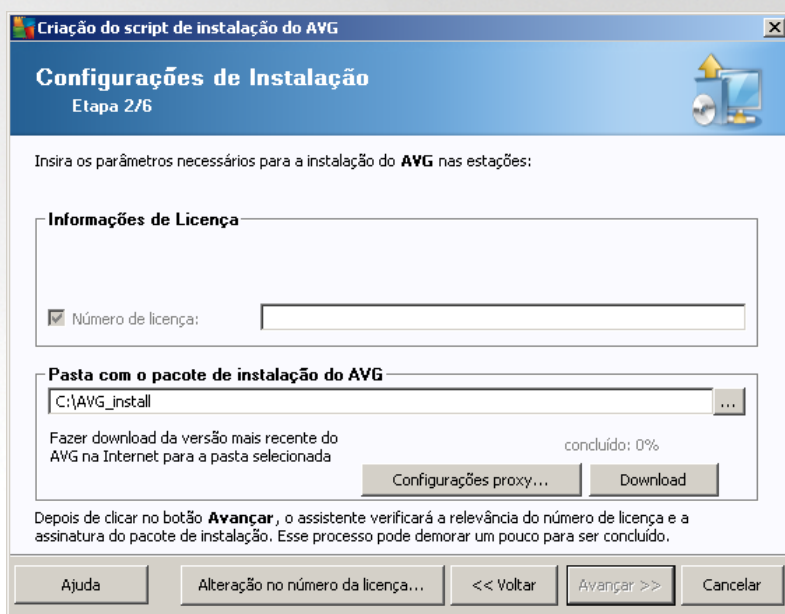 Criação do script de instalação do AVG
Configurações de Instalação
Etapa 2/6
Insira os parâmetros necessários para a instalação do AVG nas estações:
Informações de Licença
Número de licença:
Pasta com o pacote de instalação do AVG
C:\AVG_install
...
Fazer download da versão mais recente do
AVG na Internet para a pasta selecionada
concluído: 0%
Configurações proxy...
Download
Depois de clicar no botão Avançar, o assistente verificará a relevância do número de licença e a
assinatura do pacote de instalação. Esse processo pode demorar um pouco para ser concluído.
Ajuda
Alteração no número da licença...
<< Voltar
Avançar >>
Cancelar